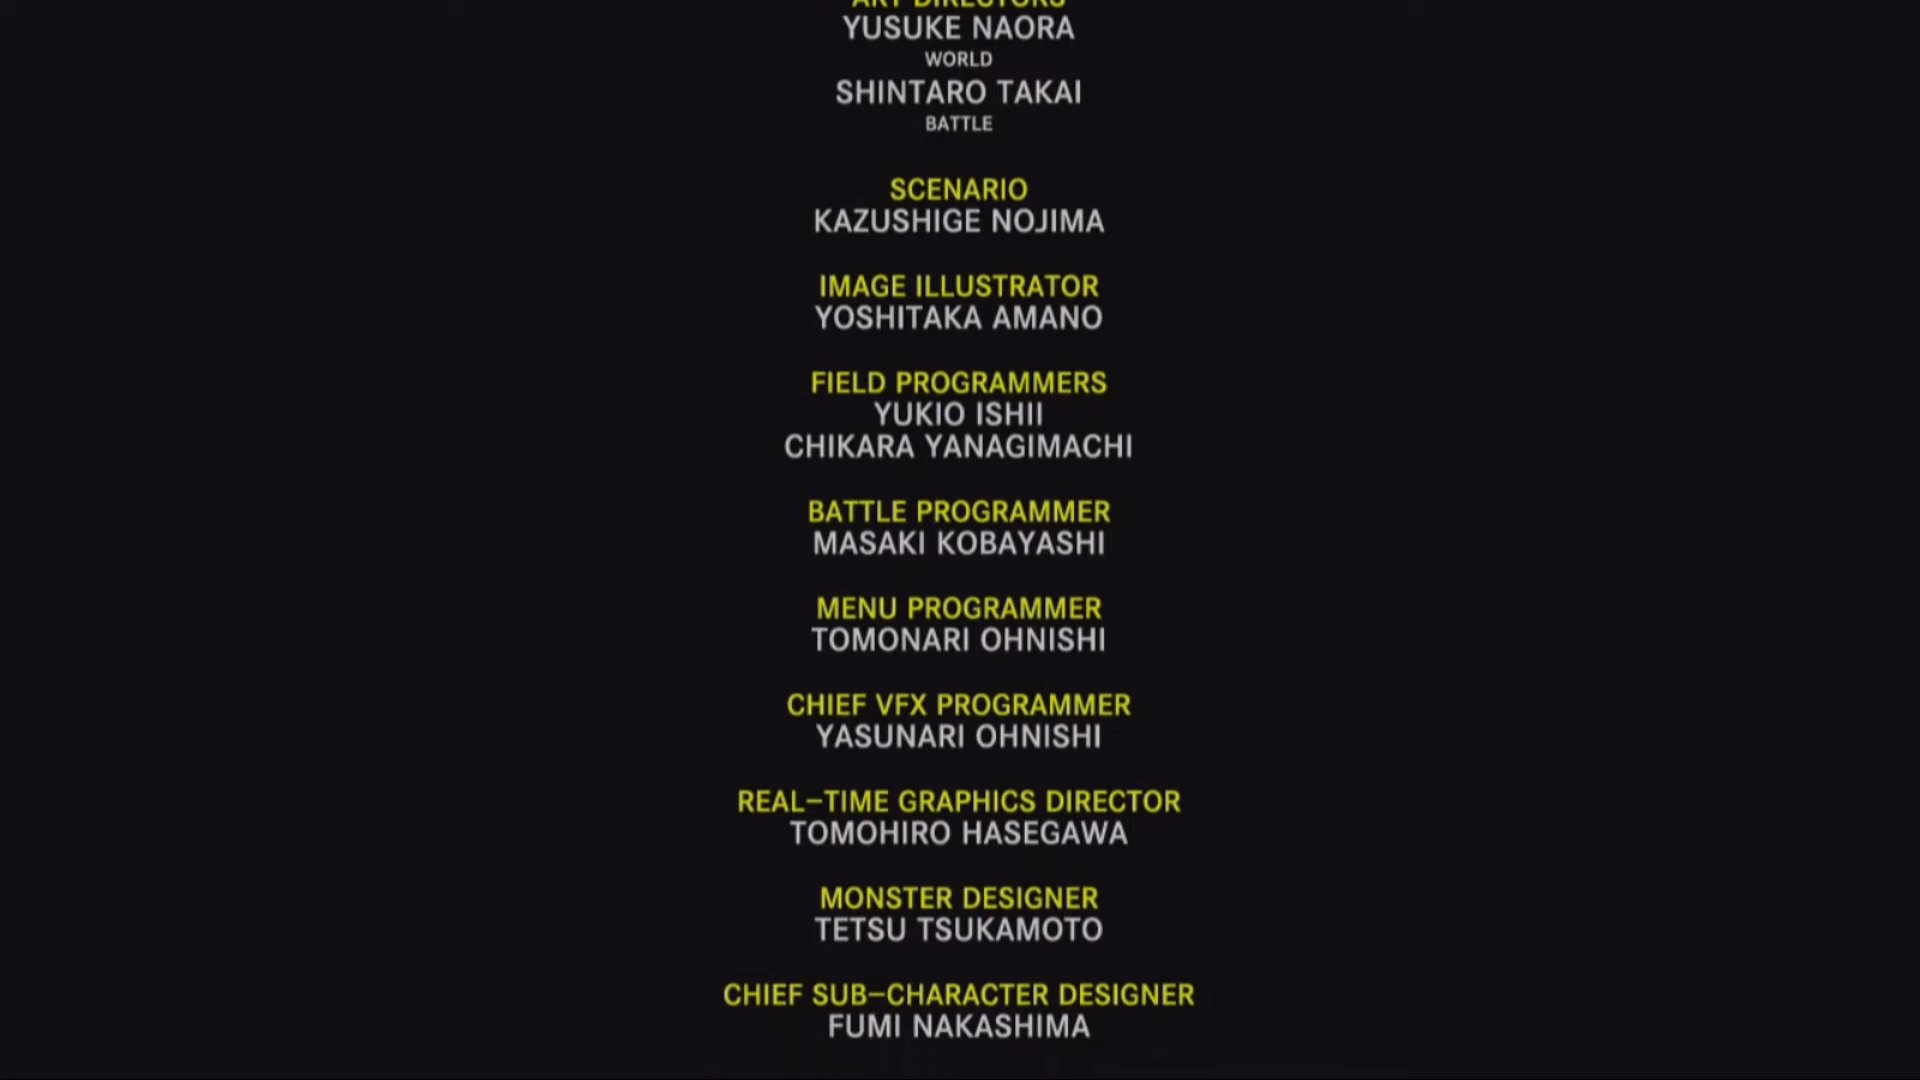 ART DIRECTORS
YUSUKE NAORA
WORLD
SHINTARO TAKAI
BATTLE
SCENARIO
KAZUSHIGE NOJIMA
IMAGE ILLUSTRATOR
YOSHITAKA AMANO
FIELD PROGRAMMERS
YUKIO ISHII
CHIKARA YANAGIMACHI
BATTLE PROGRAMMER
MASAKI KOBAYASHI
MENU PROGRAMMER
TOMONARI OHNISHI
CHIEF VFX PROGRAMMER
YASUNARI OHNISHI
REAL-TIME GRAPHICS DIRECTOR
TOMOHIRO HASEGAWA
MONSTER DESIGNER
TETSU TSUKAMOTO
CHIEF SUB-CHARACTER DESIGNER
FUMI NAKASHIMA